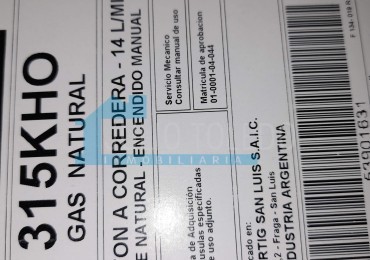 315KHO
GAS NATURAL
ON A CORREDERA - 14 L/MI
E NATURAL - ENCENDIDO MANUAL
Servicio Mecanico
Consultar manual de uso
Matricula de aprobacion
01-0001-04-044
a de Adquisición
usulas especificadas
de uso adjunto.
cado en:
RTIG SAN LUIS S.A.I.C.
.2 - Fraga - San Luis
DUSTRIA ARGENTINA
INMOBILIARIA